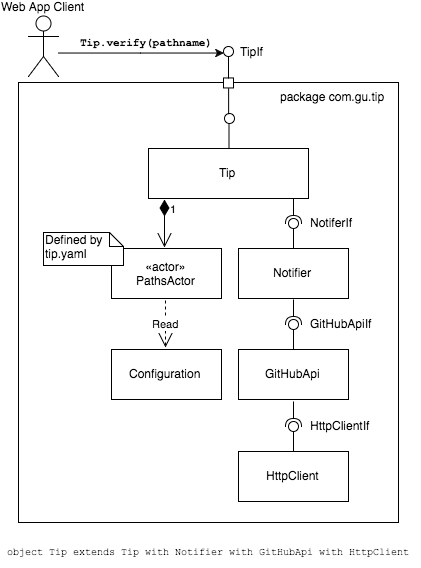 Web App Client
Tip.verify(pathname)
TipIf
package com.gu.tip
Tip
1
NotiferIf
Defined by
tip.yaml
«actor»
PathsActor
Notifier
Read
GitHubApiIf
Configuration
GitHubApi
HttpClientIf
HttpClient
object Tip extends Tip with Notifier with GitHubApi with HttpClient